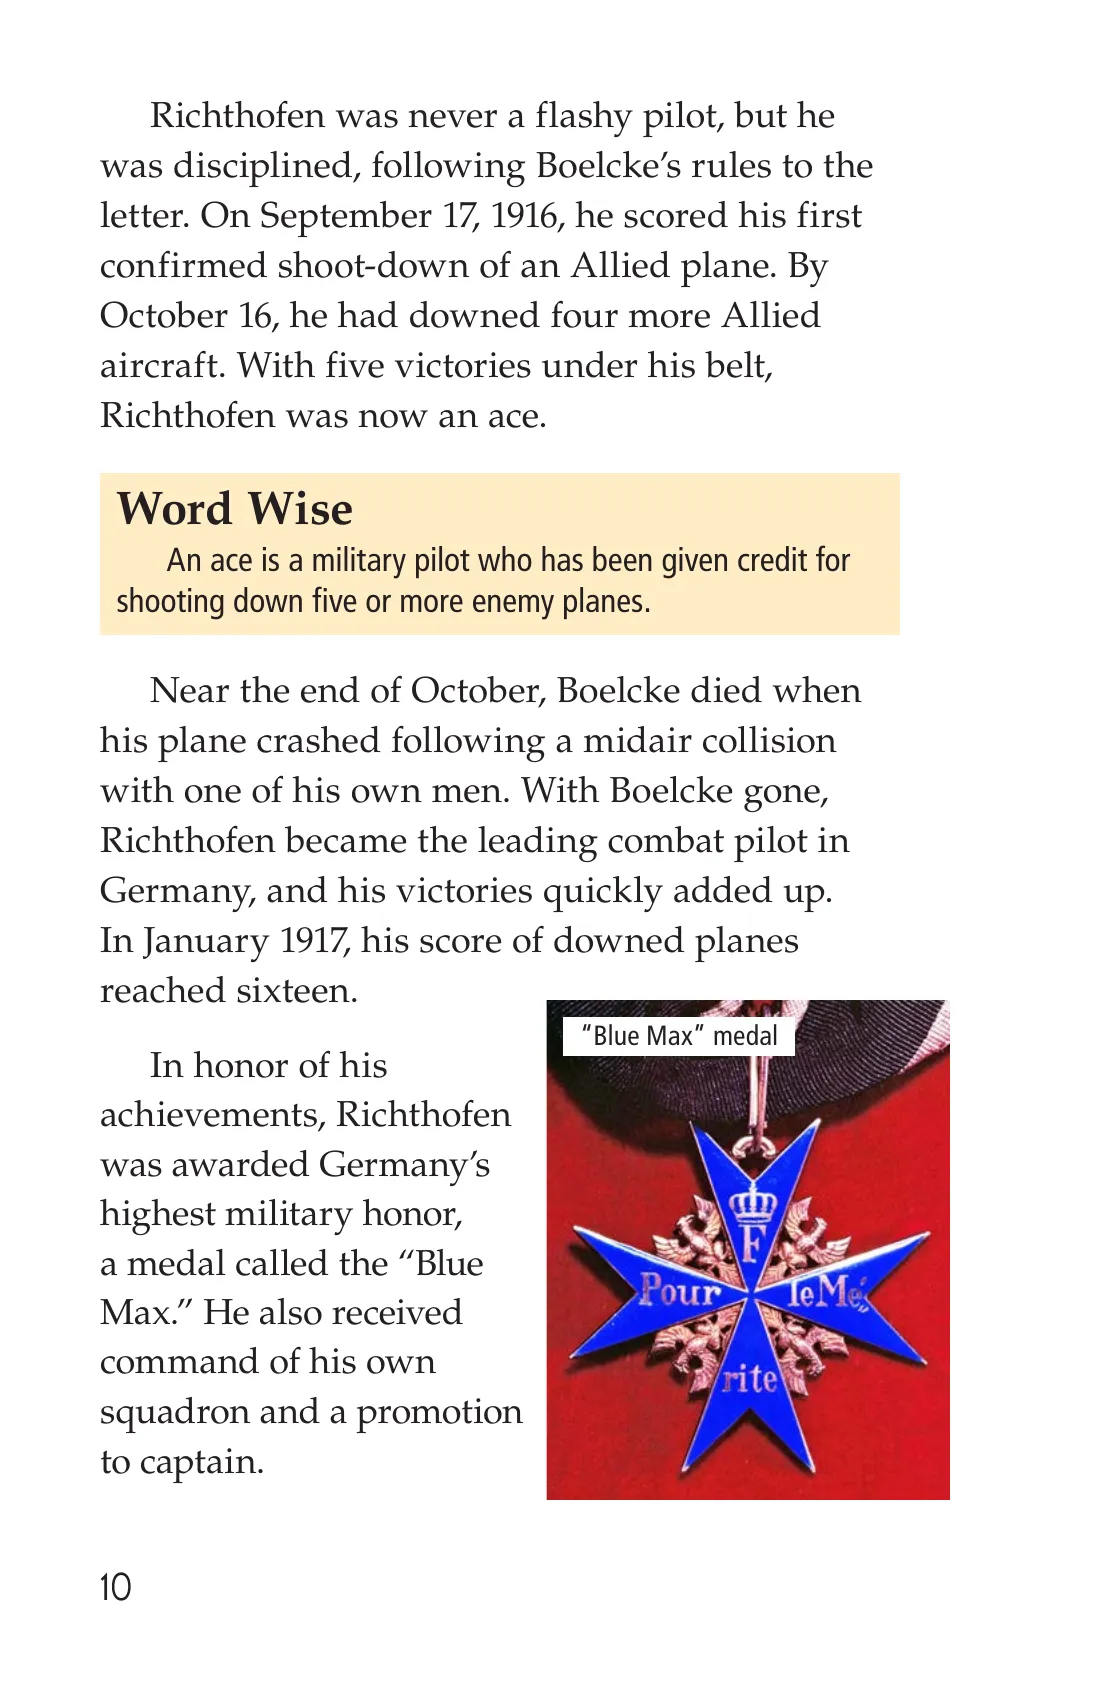 Richthofen was never a flashy pilot, but he
was disciplined, following Boelcke’s rules to the
letter. On September 17, 1916, he scored his first
confirmed shoot-down of an Allied plane. By
October 16, he had downed four more Allied
aircraft. With five victories under his belt,
Richthofen was now an ace.
Word Wise
An ace is a military pilot who has been given credit for
shooting down five or more enemy planes.
Near the end of October, Boelcke died when
his plane crashed following a midair collision
with one of his own men. With Boelcke gone,
Richthofen became the leading combat pilot in
Germany, and his victories quickly added up.
In January 1917, his score of downed planes
reached sixteen.
In honor of his
achievements, Richthofen
was awarded Germany’s
highest military honor,
a medal called the “Blue
Max.” He also received
command of his own
squadron and a promotion
to captain.
“Blue Max” medal
F
Pour le Mé
rite
10